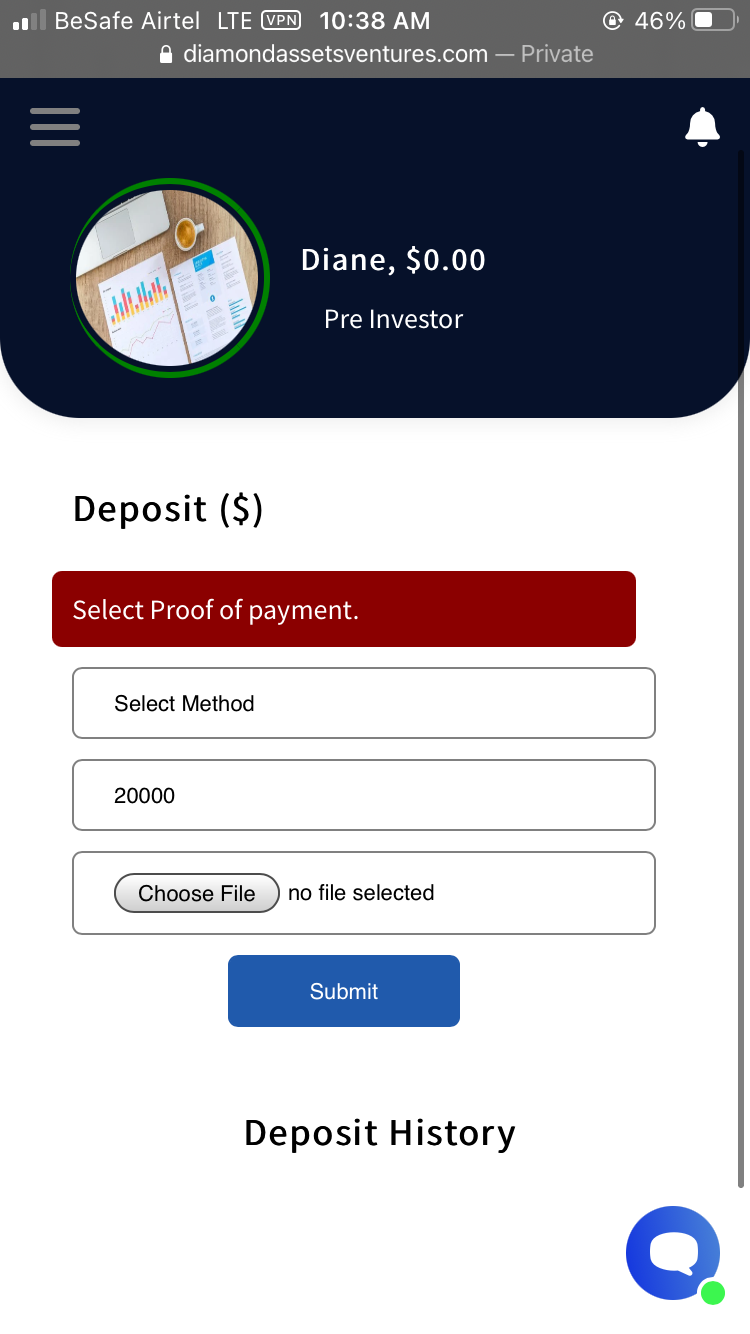 BeSafe Airtel LTE VPN 10:38 AM 46%
diamondassetsventures.com — Private
Diane, $0.00
Pre Investor
Deposit ($)
Select Proof of payment.
Select Method
20000
Choose File no file selected
Submit
Deposit History